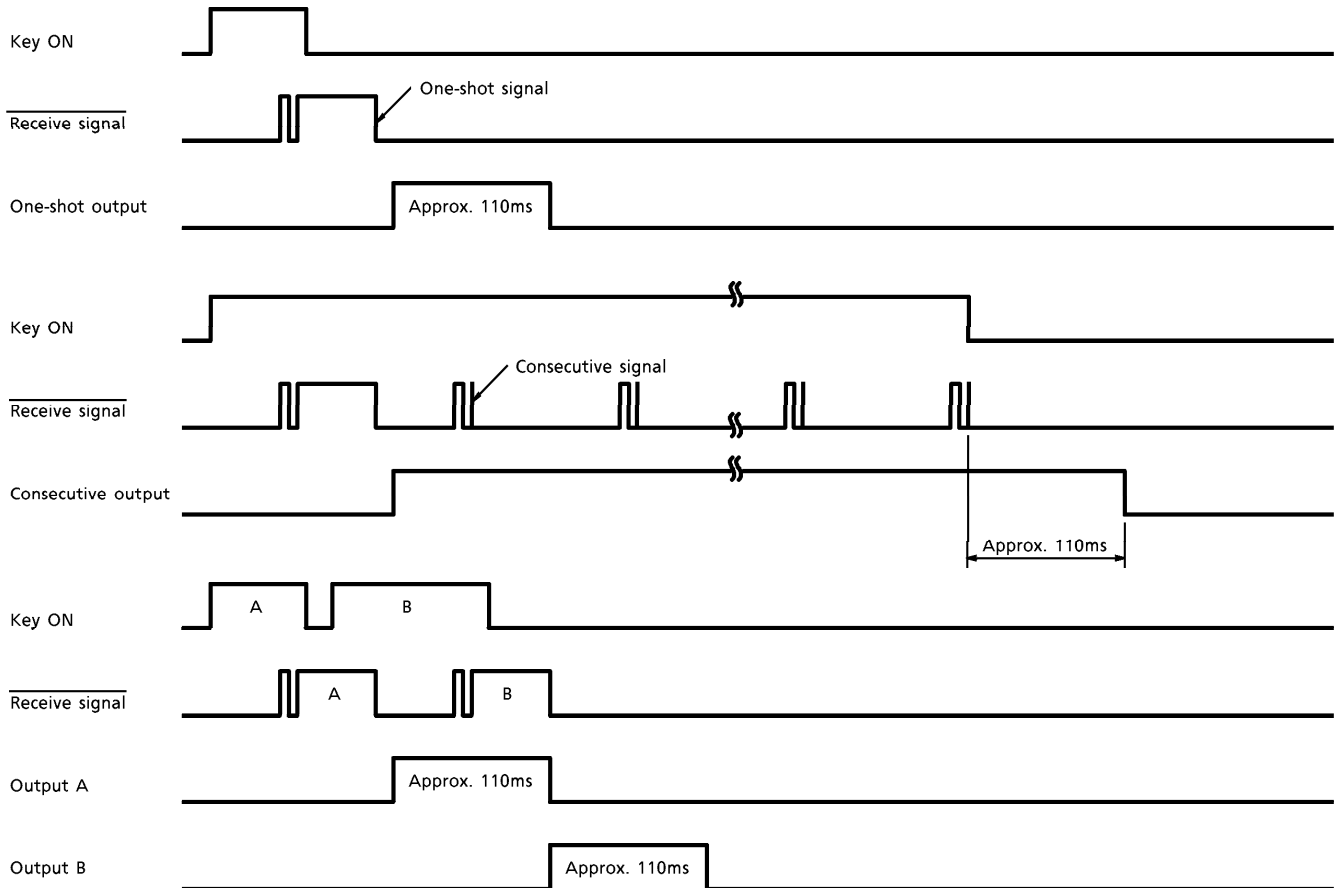 Key ON
Receive signal
One-shot signal
One-shot output
Approx. 110ms
Key ON
Consecutive signal
Receive signal
Consecutive output
Approx. 110ms
Key ON
A
B
Receive signal
A
B
Output A
Approx. 110ms
Output B
Approx. 110ms